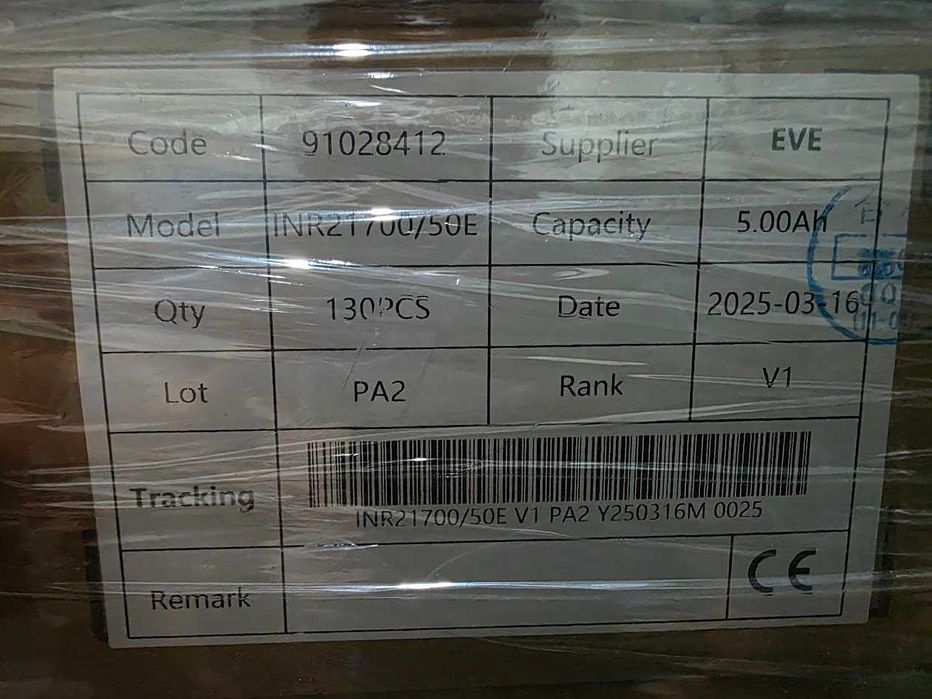 Code 91028412 Supplier EVE
Model INR21700/50E Capacity 5.00Ah
Qty 130PCS Date 2025-03-16
Lot PA2 Rank V1
Tracking
INR21700/50E V1 PA2 Y250316M 0025
Remark CE